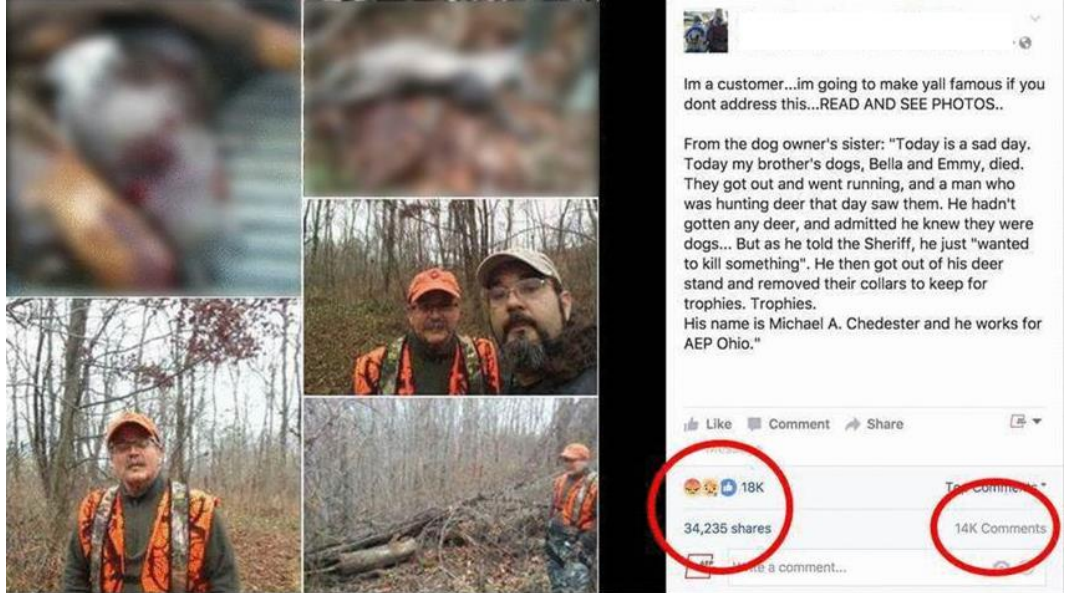 Im a customer...im going to make yall famous if you
dont address this...READ AND SEE PHOTOS..
From the dog owner's sister: "Today is a sad day.
Today my brother's dogs, Bella and Emmy, died.
They got out and went running, and a man who
was hunting deer that day saw them. He hadn't
gotten any deer, and admitted he knew they were
dogs... But as he told the Sheriff, he just "wanted
to kill something". He then got out of his deer
stand and removed their collars to keep for
trophies. Trophies.
His name is Michael A. Chedester and he works for
AEP Ohio."
Like Comment Share
18K Top Comments
34,235 shares 14K Comments
AEP Write a comment...